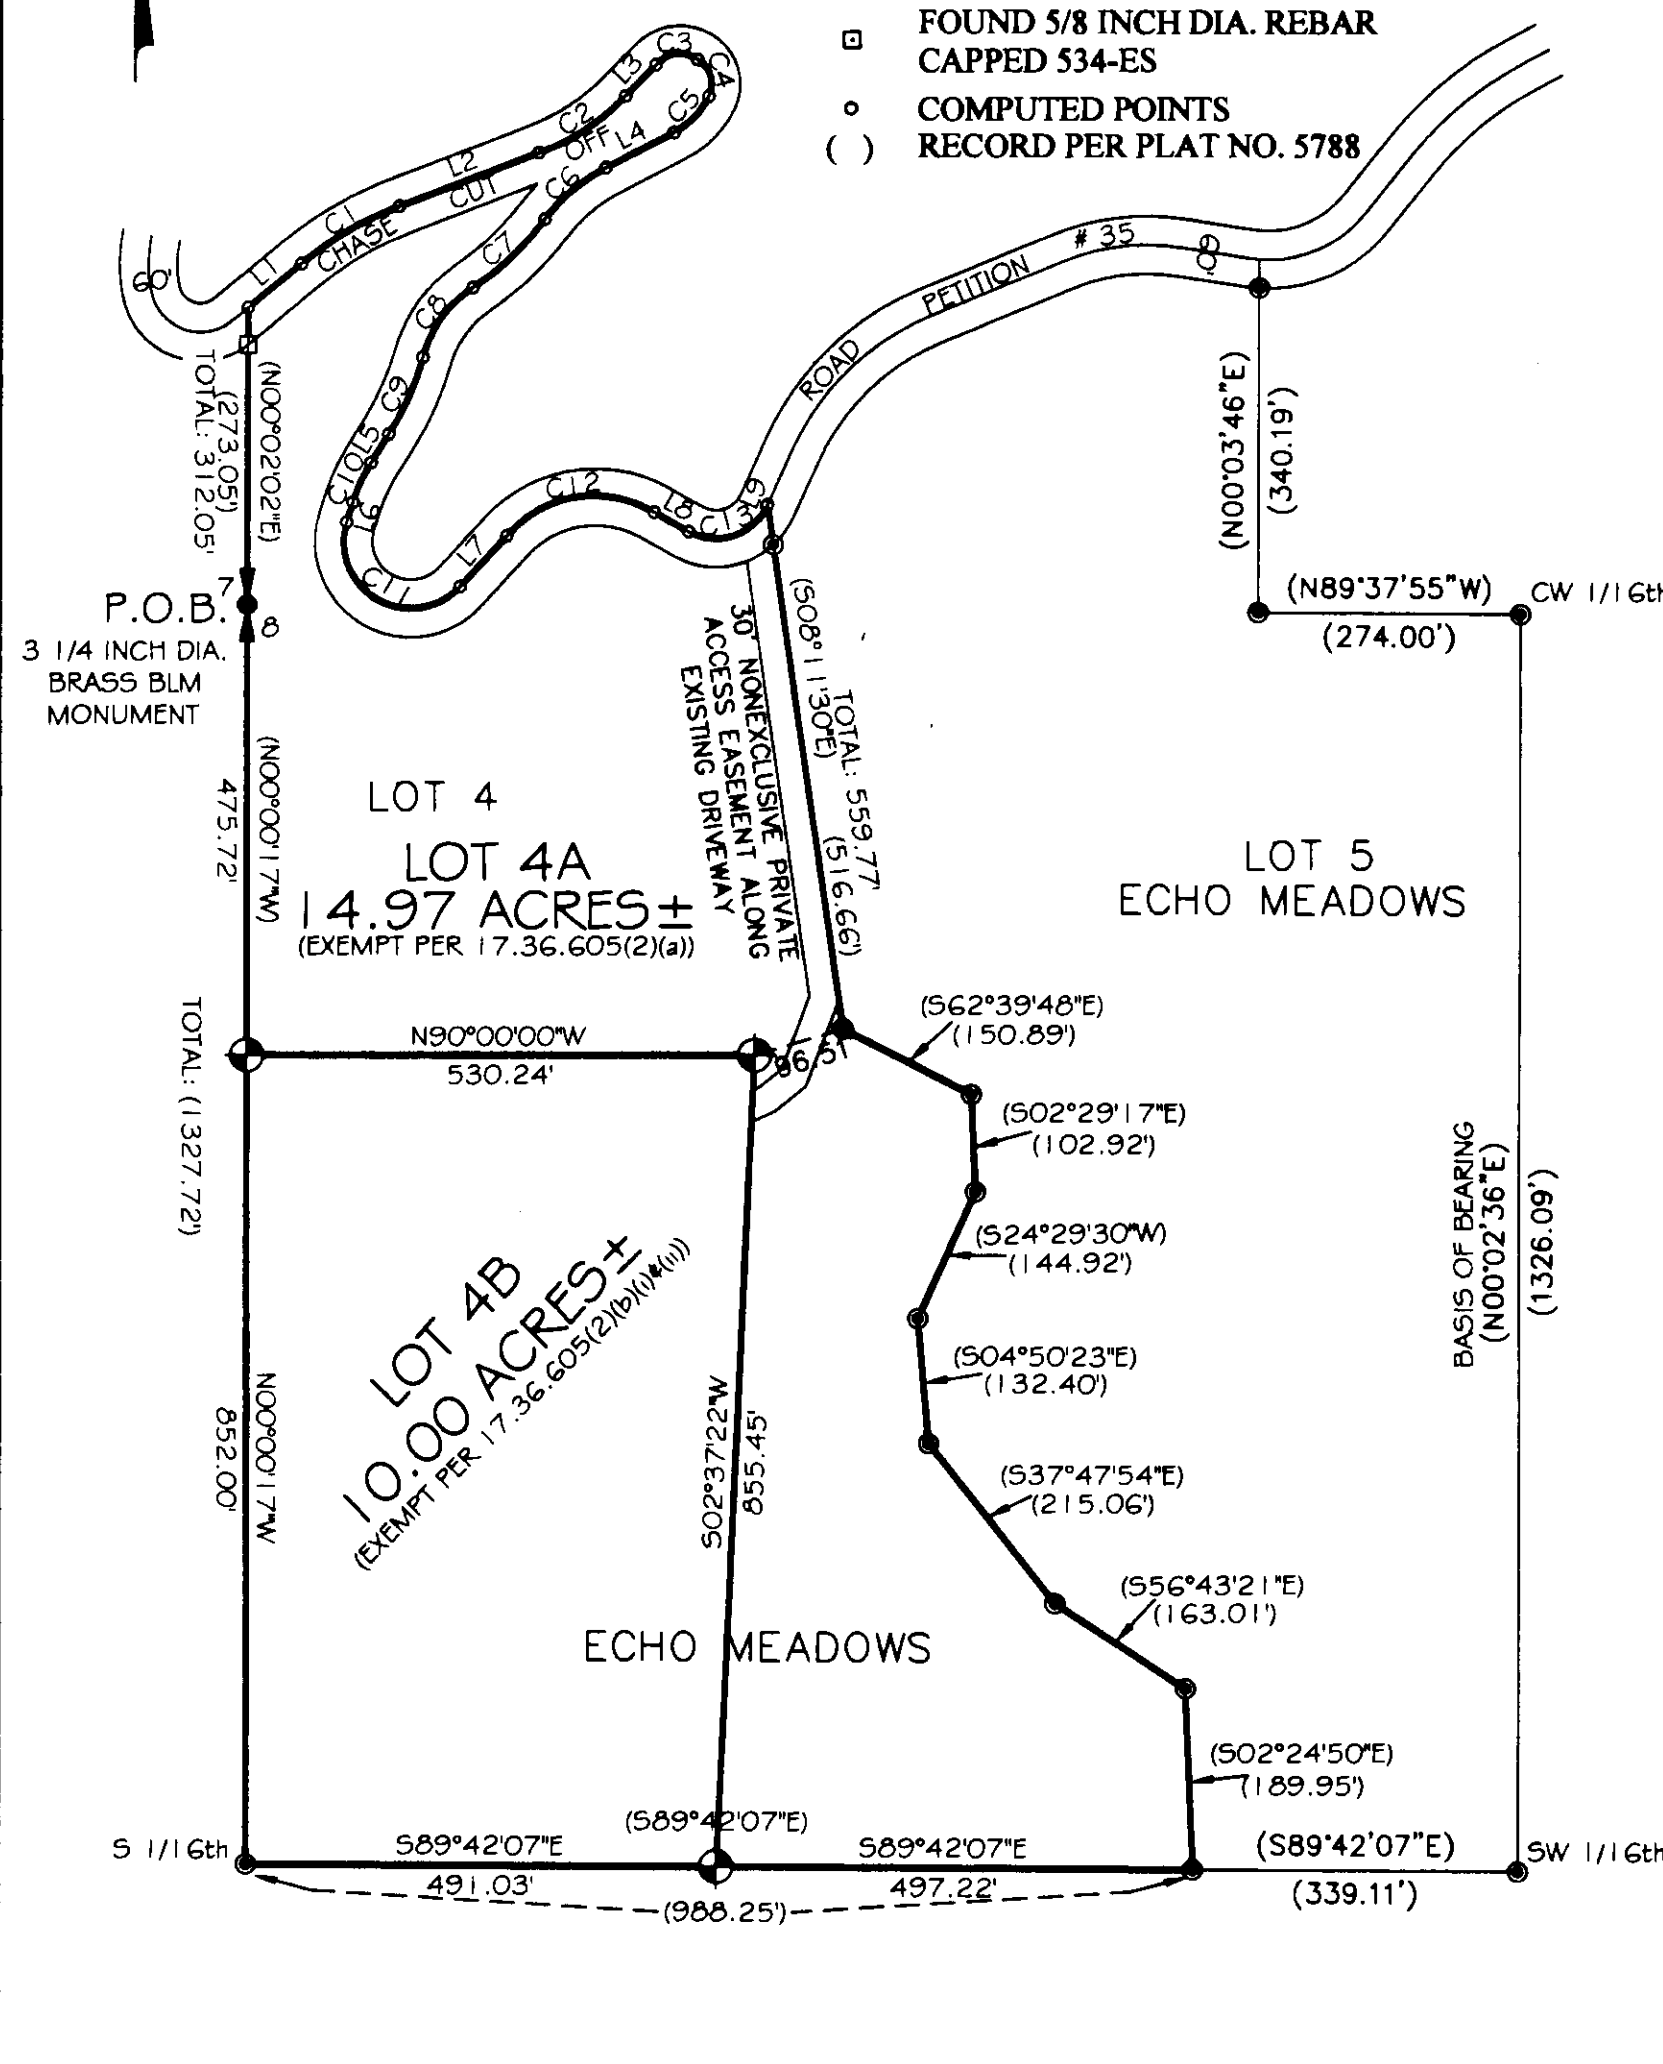 FOUND 5/8 INCH DIA. REBAR
CAPPED 534-ES
COMPUTED POINTS
( ) RECORD PER PLAT NO. 5788
C3
C4
L3
C5
C2
OFF
L4
L2
CUT
C6
C1
CHASE
L1
C7
60'
C8
C9
L5
C10
L6
C11
L7
C12
L8
C13
L9
ROAD
PETITION
# 35
60'
(N00°02'02"E)
(273.05')
TOTAL: 312.05'
(N00°03'46"E)
(340.19')
(N89°37'55"W)
(274.00')
CW 1/16th
7
P.O.B.
8
3 1/4 INCH DIA.
BRASS BLM
MONUMENT
(S08°11'30"E)
TOTAL: 559.77'
(516.66')
30' NONEXCLUSIVE PRIVATE
ACCESS EASEMENT ALONG
EXISTING DRIVEWAY
(N00°00'17"W)
475.72'
LOT 4
LOT 4A
14.97 ACRES±
(EXEMPT PER 17.36.605(2)(a))
LOT 5
ECHO MEADOWS
TOTAL: (1327.72')
N90°00'00"W
530.24'
96.51'
(S62°39'48"E)
(150.89')
(S02°29'17"E)
(102.92')
(S24°29'30"W)
(144.92')
(S04°50'23"E)
(132.40')
(S37°47'54"E)
(215.06')
(S56°43'21"E)
(163.01')
(S02°24'50"E)
(189.95')
BASIS OF BEARING
(N00°02'36"E)
(1326.09')
LOT 4B
10.00 ACRES±
(EXEMPT PER 17.36.605(2)(b)(i)&(ii))
N00°00'17"W
852.00'
S02°37'22"W
855.45'
ECHO MEADOWS
S 1/16th
(S89°42'07"E)
S89°42'07"E
491.03'
S89°42'07"E
497.22'
(988.25')
(S89°42'07"E)
(339.11')
SW 1/16th